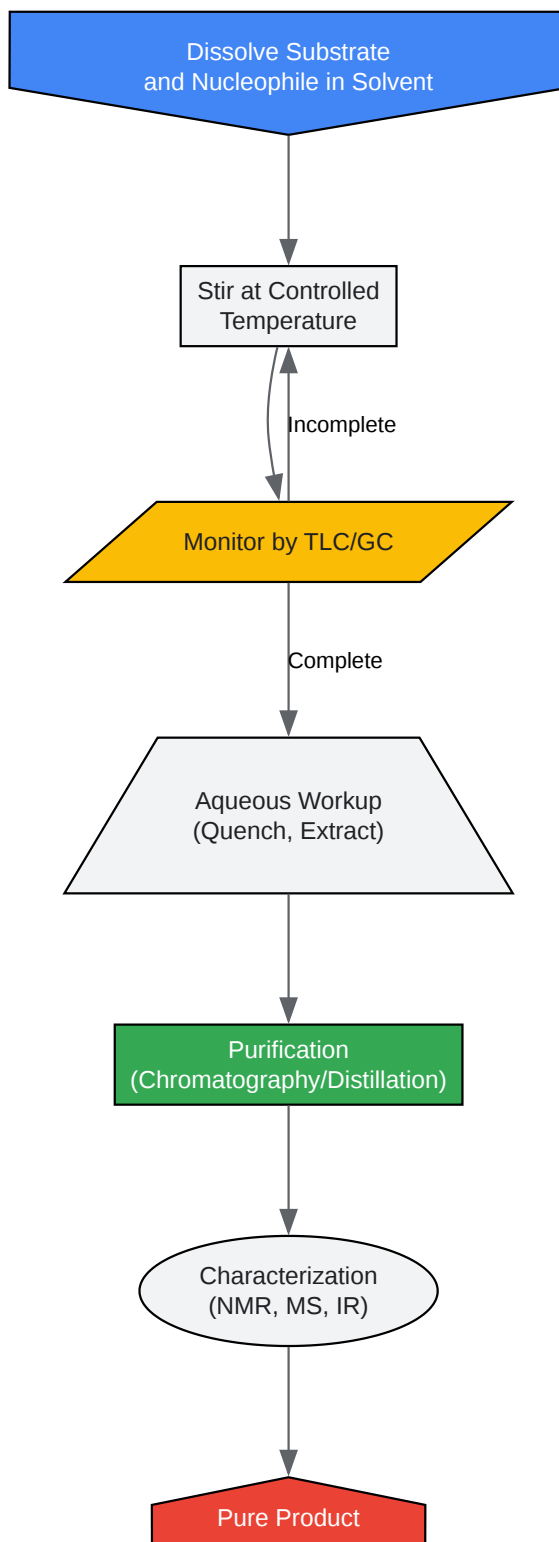 Dissolve Substrate
and Nucleophile in Solvent
Stir at Controlled
Temperature
Incomplete
Monitor by TLC/GC
Complete
Aqueous Workup
(Quench, Extract)
Purification
(Chromatography/Distillation)
Characterization
(NMR, MS, IR)
Pure Product